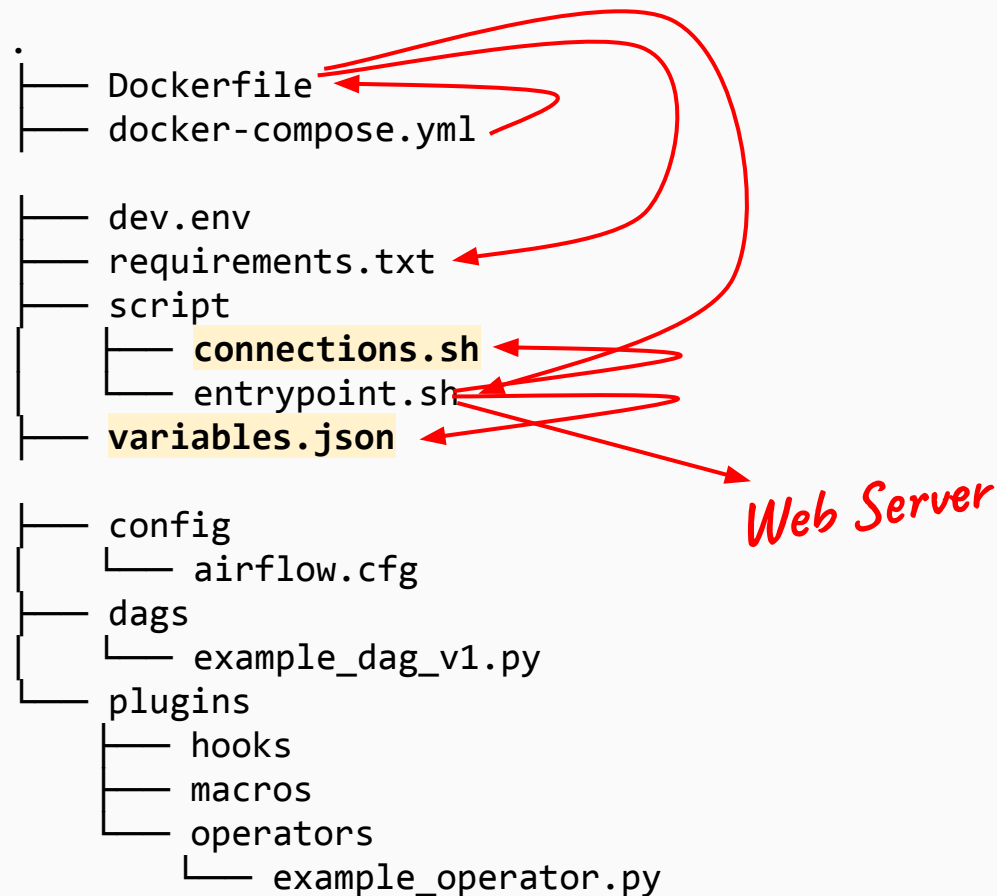 .
├── Dockerfile
├── docker-compose.yml
├── dev.env
├── requirements.txt
├── script
│   ├── connections.sh
│   └── entrypoint.sh
├── variables.json
Web Server
├── config
│   └── airflow.cfg
├── dags
│   └── example_dag_v1.py
└── plugins
    ├── hooks
    ├── macros
    └── operators
        └── example_operator.py